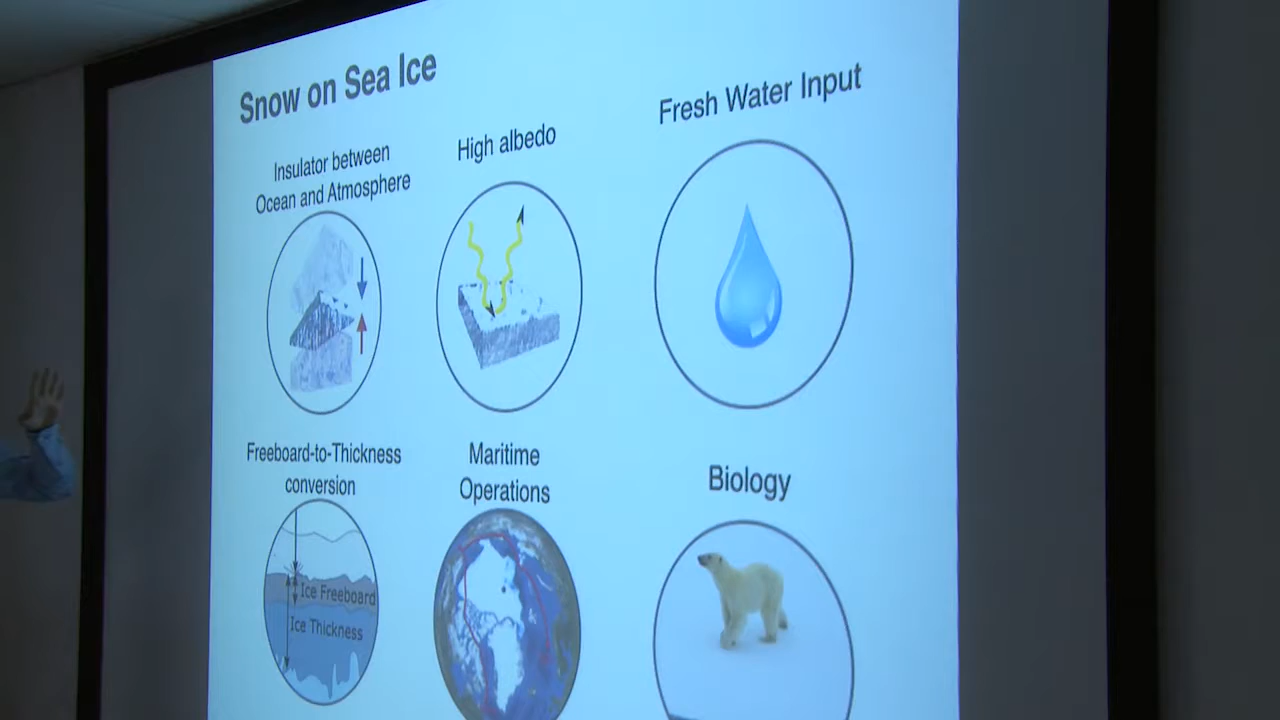 Snow on Sea Ice
Insulator between
Ocean and Atmosphere
High albedo
Fresh Water Input
Freeboard-to-Thickness
conversion
Maritime
Operations
Biology
Ice Freeboard
Ice Thickness